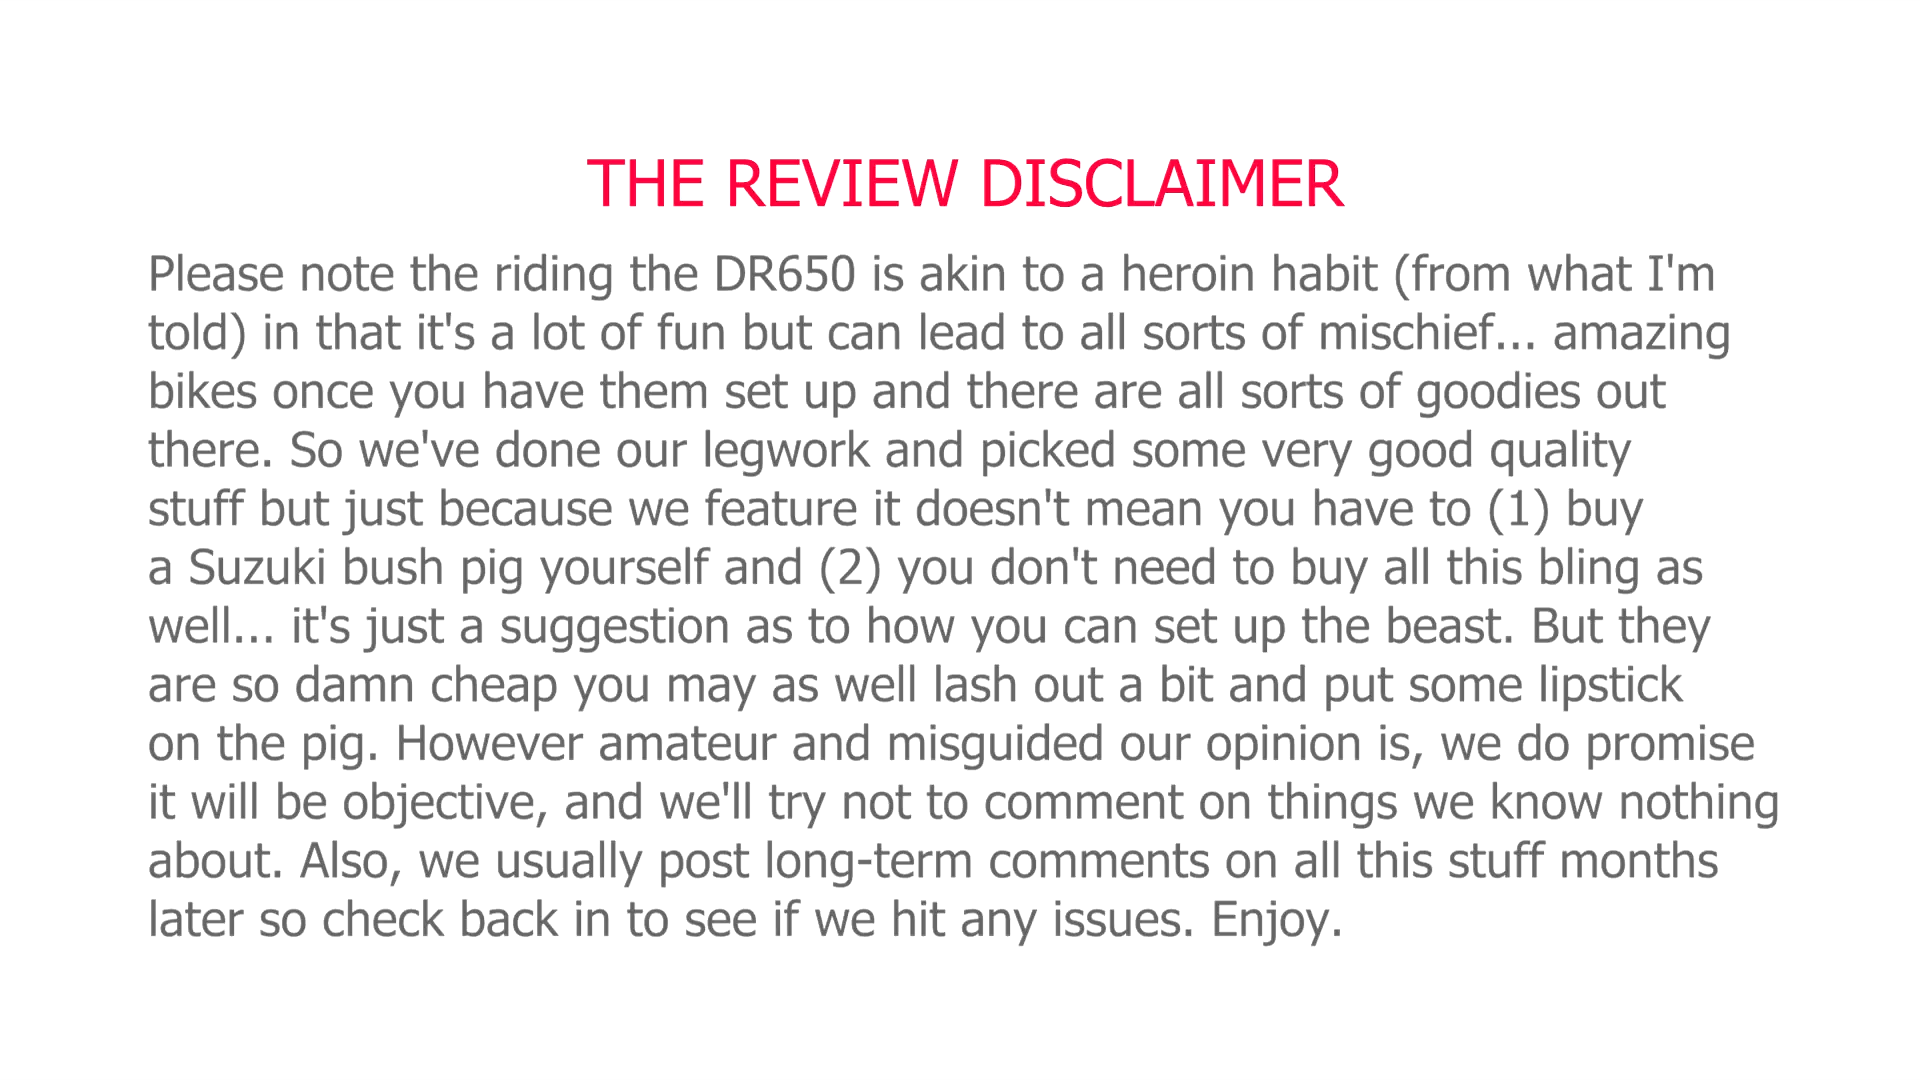 THE REVIEW DISCLAIMER
Please note the riding the DR650 is akin to a heroin habit (from what I'm
told) in that it's a lot of fun but can lead to all sorts of mischief... amazing
bikes once you have them set up and there are all sorts of goodies out
there. So we've done our legwork and picked some very good quality
stuff but just because we feature it doesn't mean you have to (1) buy
a Suzuki bush pig yourself and (2) you don't need to buy all this bling as
well... it's just a suggestion as to how you can set up the beast. But they
are so damn cheap you may as well lash out a bit and put some lipstick
on the pig. However amateur and misguided our opinion is, we do promise
it will be objective, and we'll try not to comment on things we know nothing
about. Also, we usually post long-term comments on all this stuff months
later so check back in to see if we hit any issues. Enjoy.